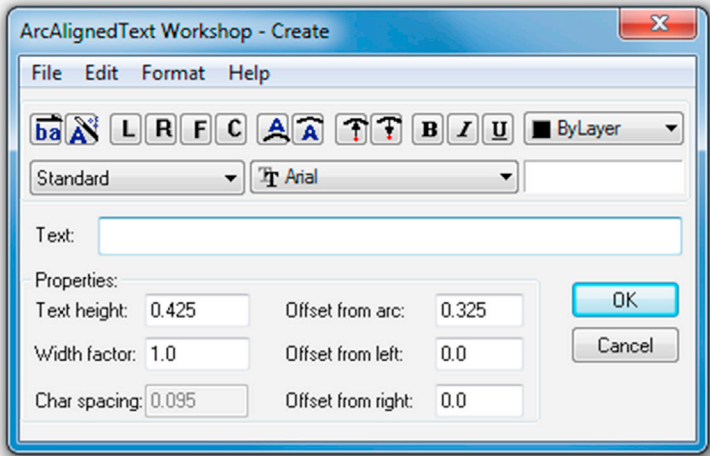 ArcAlignedText Workshop - Create
File Edit Format Help
ba A L R F C A A T T B I U ByLayer
Standard Tr Arial
Text:
Properties:
Text height: 0.425 Offset from arc: 0.325 OK
Width factor: 1.0 Offset from left: 0.0 Cancel
Char spacing: 0.095 Offset from right: 0.0